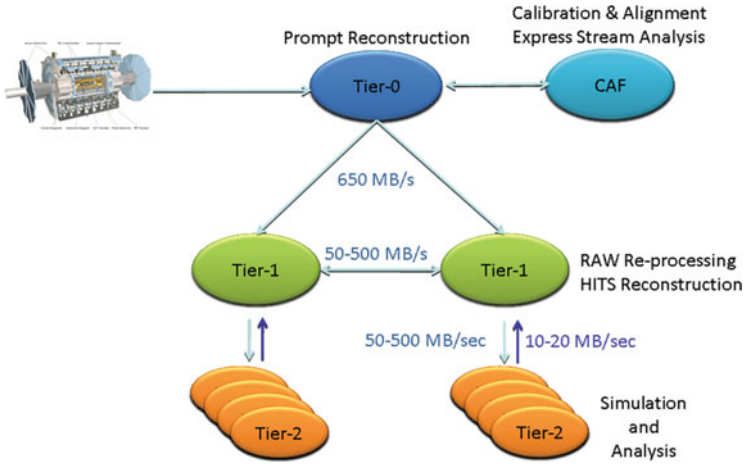 Calibration & Alignment
Express Stream Analysis
Prompt Reconstruction
Tier-0
CAF
650 MB/s
50-500 MB/s
Tier-1
Tier-1
RAW Re-processing
HITS Reconstruction
50-500 MB/sec
10-20 MB/sec
Tier-2
Tier-2
Simulation
and
Analysis